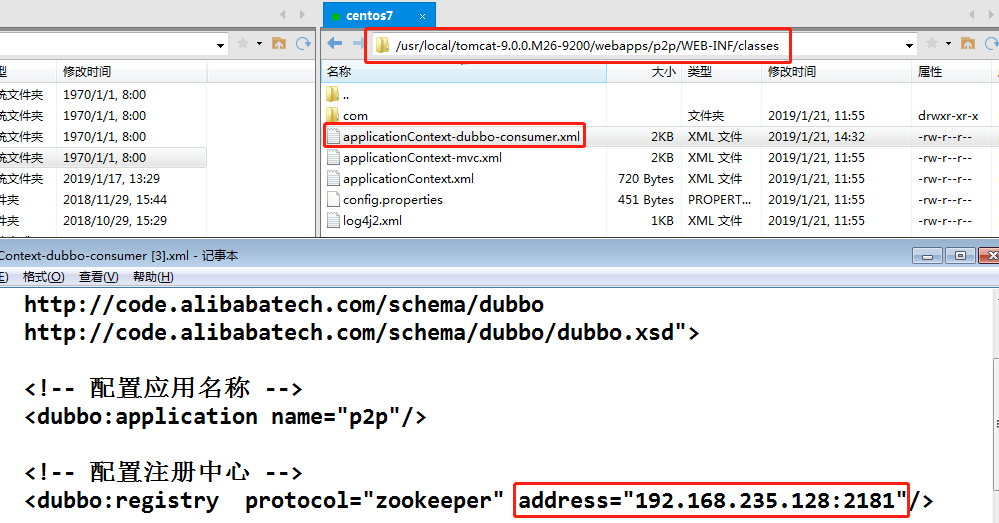 centos7
/usr/local/tomcat-9.0.0.M26-9200/webapps/p2p/WEB-INF/classes
型 修改时间
名称 大小 类型 修改时间 属性
统文件夹 1970/1/1, 8:00
..
统文件夹 1970/1/1, 8:00
com 文件夹 2019/1/21, 11:55 drwxr-xr-x
统文件夹 1970/1/1, 8:00
applicationContext-dubbo-consumer.xml 2KB XML 文件 2019/1/21, 14:32 -rw-r--r--
统文件夹 1970/1/1, 8:00
applicationContext-mvc.xml 2KB XML 文件 2019/1/21, 11:55 -rw-r--r--
统文件夹 2019/1/17, 13:29
applicationContext.xml 720 Bytes XML 文件 2019/1/21, 11:55 -rw-r--r--
件夹 2018/11/29, 15:44
config.properties 451 Bytes PROPERT... 2019/1/21, 11:55 -rw-r--r--
件夹 2018/10/29, 15:29
log4j2.xml 1KB XML 文件 2019/1/21, 11:55 -rw-r--r--
Context-dubbo-consumer [3].xml - 记事本
E) 格式(O) 查看(V) 帮助(H)
http://code.alibabatech.com/schema/dubbo
http://code.alibabatech.com/schema/dubbo/dubbo.xsd">
<!-- 配置应用名称 -->
<dubbo:application name="p2p"/>
<!-- 配置注册中心 -->
<dubbo:registry  protocol="zookeeper" address="192.168.235.128:2181"/>